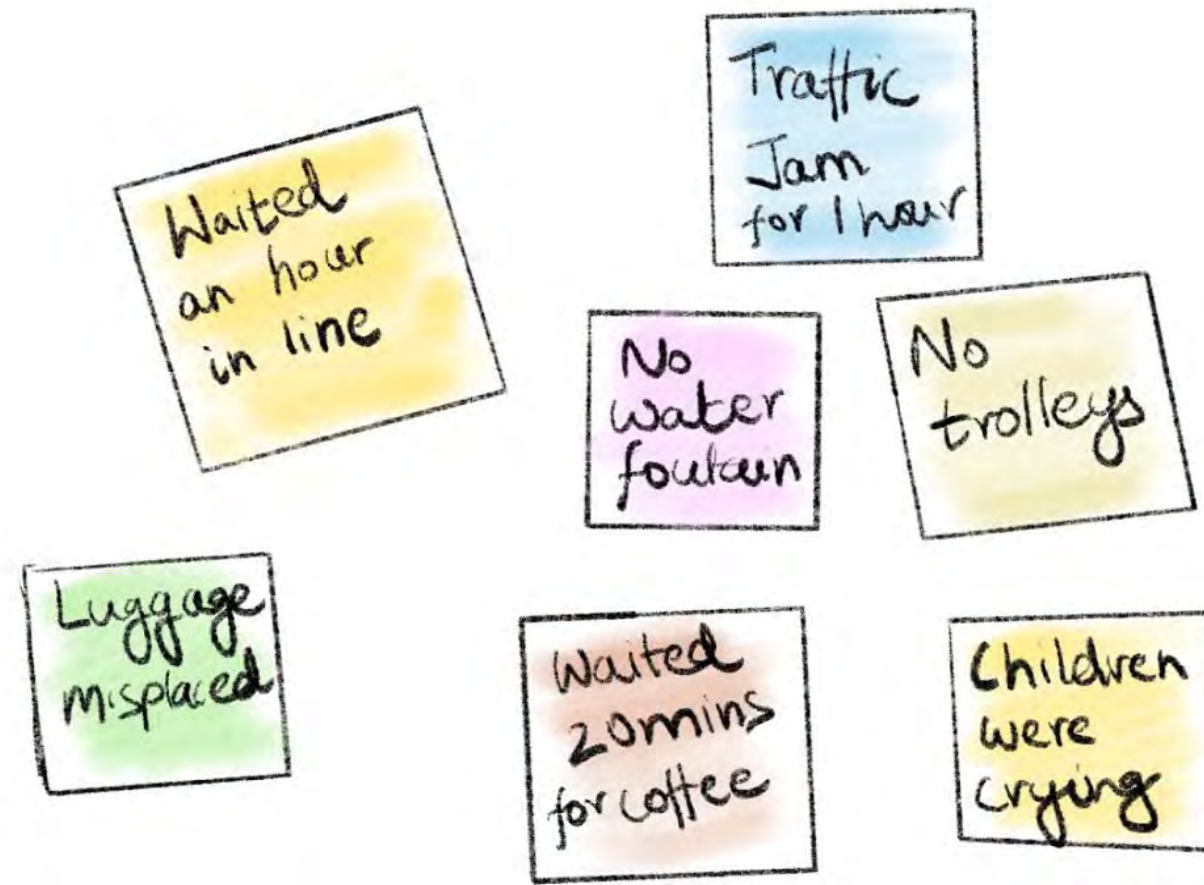 Traffic
Jam
for 1 hour
Waited
an hour
in line
No
water
foutain
No
trolleys
Luggage
misplaced
Waited
20mins
for coffee
Children
were
crying